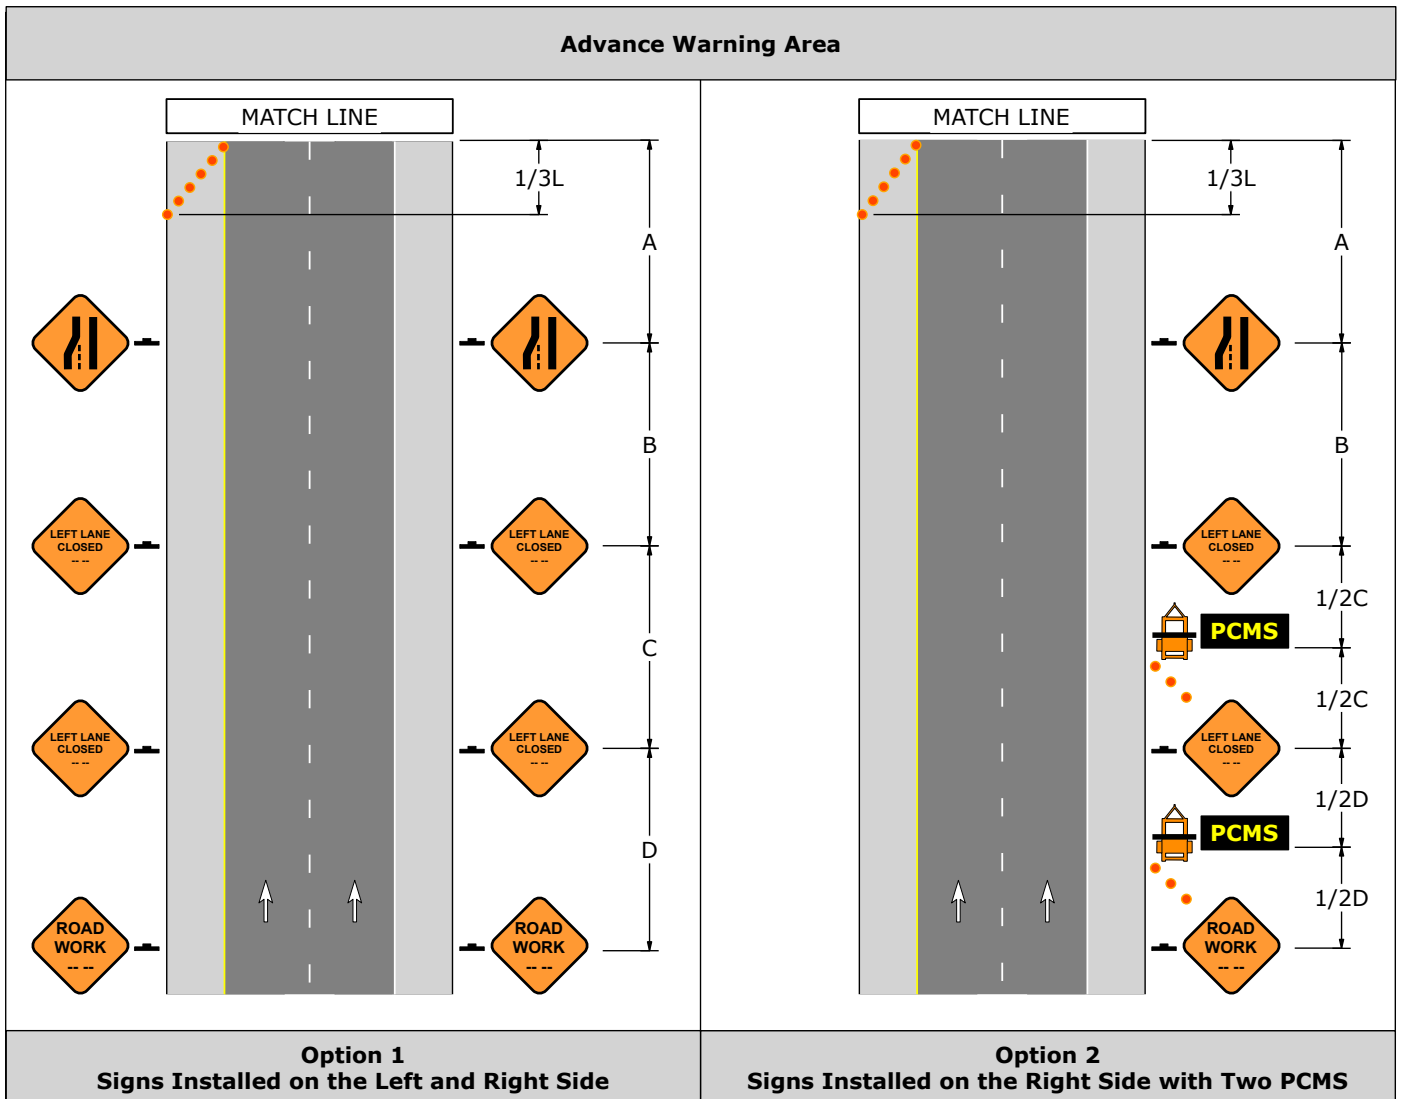 Advance Warning Area
MATCH LINE
1/3L
A
B
LEFT LANE
CLOSED
-- --
LEFT LANE
CLOSED
-- --
C
LEFT LANE
CLOSED
-- --
LEFT LANE
CLOSED
-- --
D
ROAD
WORK
-- --
ROAD
WORK
-- --
Option 1
Signs Installed on the Left and Right Side
MATCH LINE
1/3L
A
B
LEFT LANE
CLOSED
-- --
1/2C
PCMS
1/2C
LEFT LANE
CLOSED
-- --
1/2D
PCMS
1/2D
ROAD
WORK
-- --
Option 2
Signs Installed on the Right Side with Two PCMS